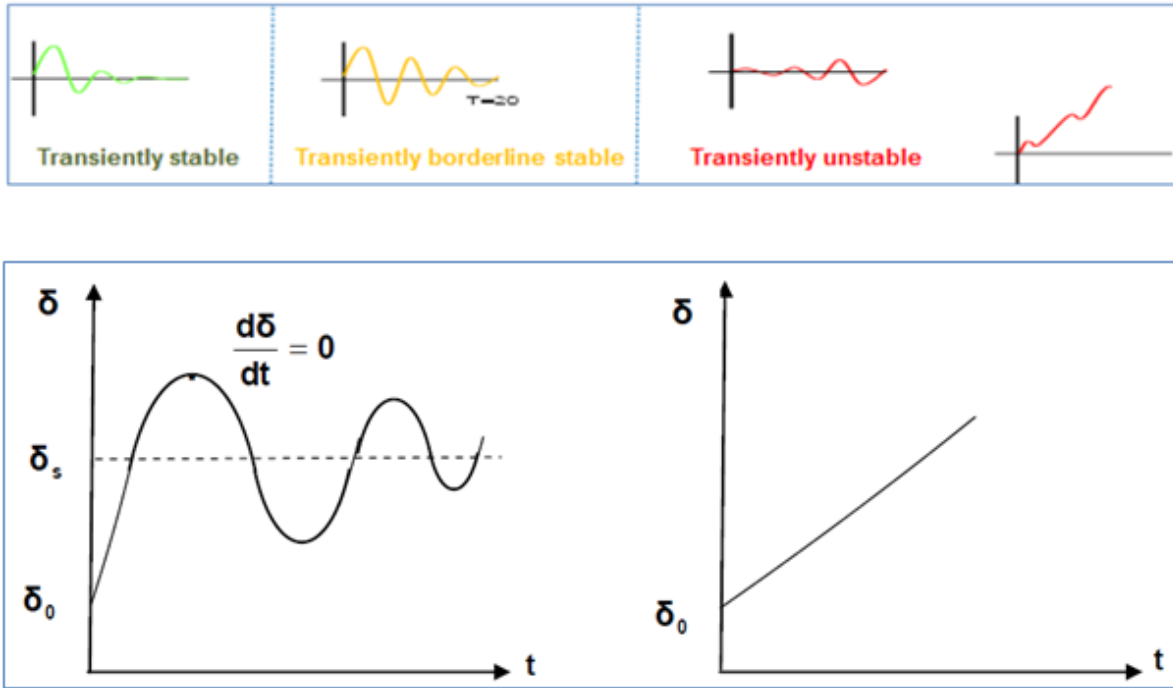 T=20
Transiently stable
Transiently borderline stable
Transiently unstable
δ
dδ/dt = 0
δs
δ0
t
δ
δ0
t